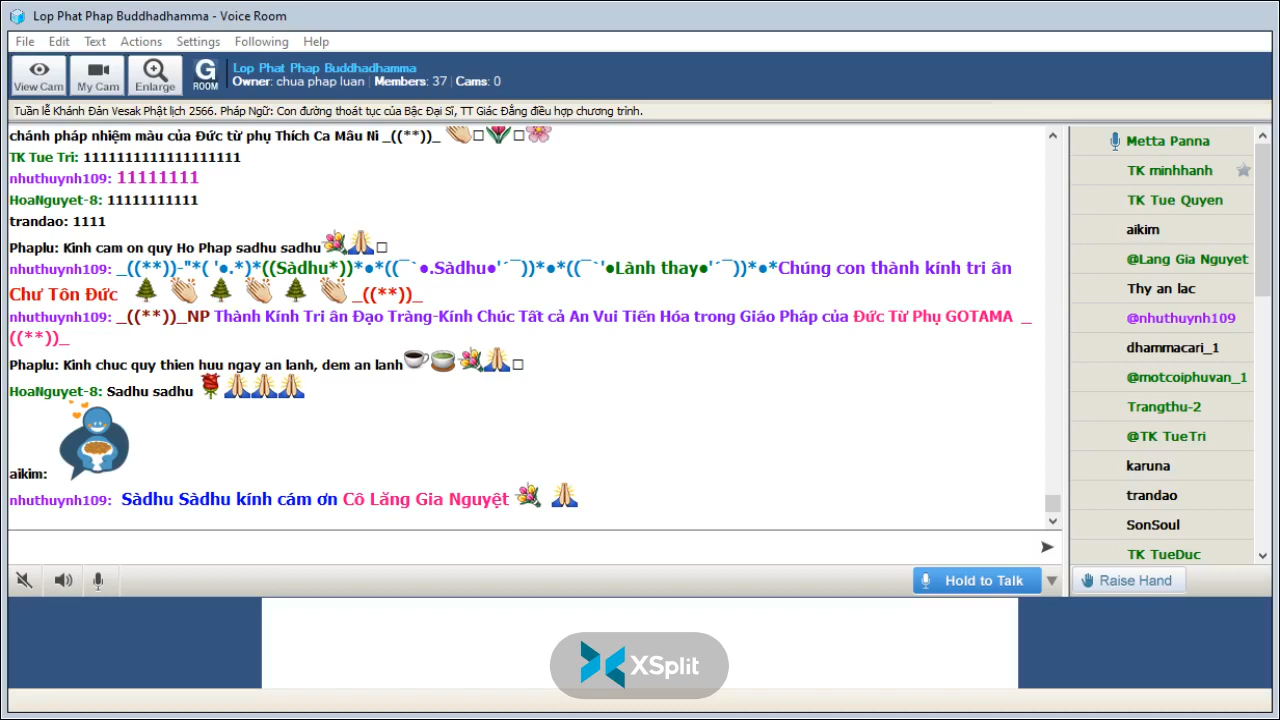 Lop Phat Phap Buddhadhamma - Voice Room
File Edit Text Actions Settings Following Help
View Cam
My Cam
Enlarge
G
ROOM
Lop Phat Phap Buddhadhamma
Owner: chua phap luan | Members: 37 | Cams: 0
Tuần lễ Khánh Đản Vesak Phật lịch 2566. Pháp Ngữ: Con đường thoát tục của Bậc Đại Sĩ, TT Giác Đẳng điều hợp chương trình.
chánh pháp nhiệm màu của Đức từ phụ Thích Ca Mâu Ni _((**))_ 👏□🌷□🌸
TK Tue Tri: 1111111111111111111
nhuthuynh109: 11111111
HoaNguyet-8: 11111111111
trandao: 1111
Phaplu: Kinh cam on quy Ho Phap sadhu sadhu💐🙏□
nhuthuynh109: _((**))-"*( '●.*)*((Sàdhu*))*●*((¯`●.Sàdhu●'´¯))*●*((¯`'●Lành thay●'´¯))*●*Chúng con thành kính tri ân
Chư Tôn Đức 🌲 👏 🌲 👏 🌲 👏 _((**))_
nhuthuynh109: _((**))_NP Thành Kính Tri ân Đạo Tràng-Kính Chúc Tất cả An Vui Tiến Hóa trong Giáo Pháp của Đức Từ Phụ GOTAMA _
((**))_
Phaplu: Kinh chuc quy thien huu ngay an lanh, dem an lanh☕🍵💐🙏□
HoaNguyet-8: Sadhu sadhu 🌹🙏🙏🙏
aikim:
nhuthuynh109: Sàdhu Sàdhu kính cám ơn Cô Lăng Gia Nguyệt 💐 🙏
Metta Panna
TK minhhanh
TK Tue Quyen
aikim
@Lang Gia Nguyet
Thy an lac
@nhuthuynh109
dhammacari_1
@motcoiphuvan_1
Trangthu-2
@TK TueTri
karuna
trandao
SonSoul
TK TueDuc
Hold to Talk
Raise Hand
XSplit